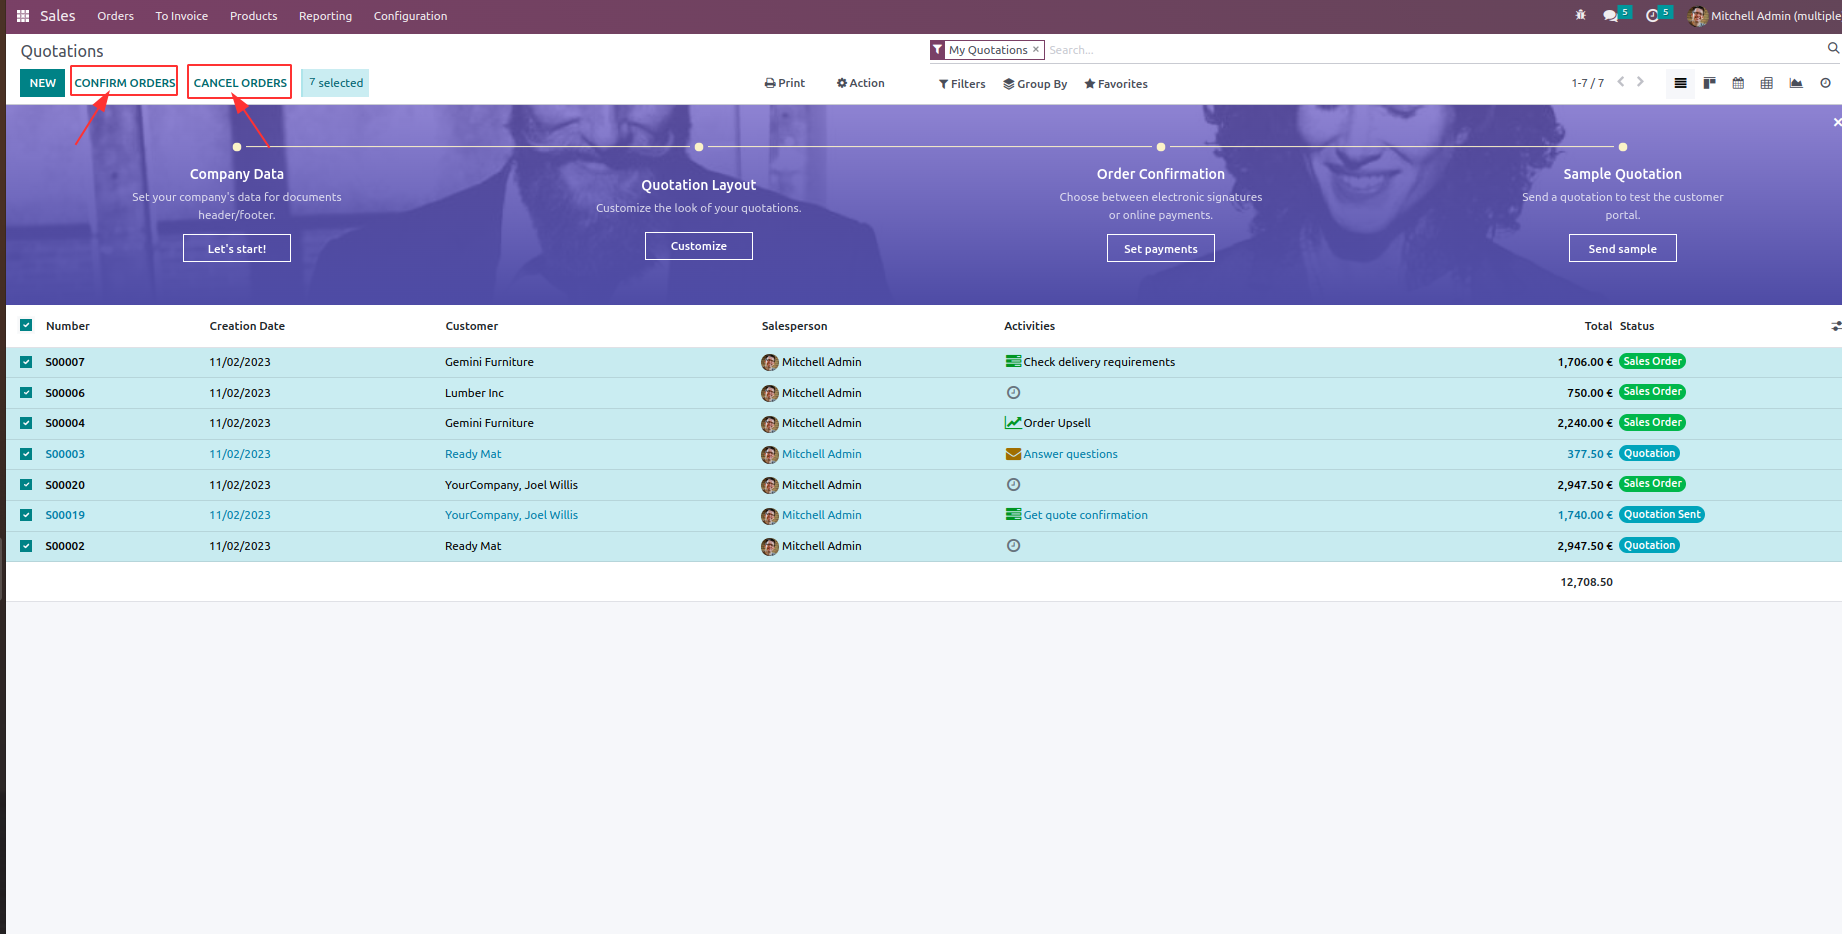 Sales Orders To Invoice Products Reporting Configuration 5 5 Mitchell Admin (multiple
Quotations My Quotations × Search...
NEW CONFIRM ORDERS CANCEL ORDERS 7 selected Print Action Filters Group By Favorites 1-7 / 7
Company Data
Set your company's data for documents
header/footer.
Let's start!
Quotation Layout
Customize the look of your quotations.
Customize
Order Confirmation
Choose between electronic signatures
or online payments.
Set payments
Sample Quotation
Send a quotation to test the customer
portal.
Send sample
Number Creation Date Customer Salesperson Activities Total Status
S00007 11/02/2023 Gemini Furniture Mitchell Admin Check delivery requirements 1,706.00 € Sales Order
S00006 11/02/2023 Lumber Inc Mitchell Admin 750.00 € Sales Order
S00004 11/02/2023 Gemini Furniture Mitchell Admin Order Upsell 2,240.00 € Sales Order
S00003 11/02/2023 Ready Mat Mitchell Admin Answer questions 377.50 € Quotation
S00020 11/02/2023 YourCompany, Joel Willis Mitchell Admin 2,947.50 € Sales Order
S00019 11/02/2023 YourCompany, Joel Willis Mitchell Admin Get quote confirmation 1,740.00 € Quotation Sent
S00002 11/02/2023 Ready Mat Mitchell Admin 2,947.50 € Quotation
12,708.50